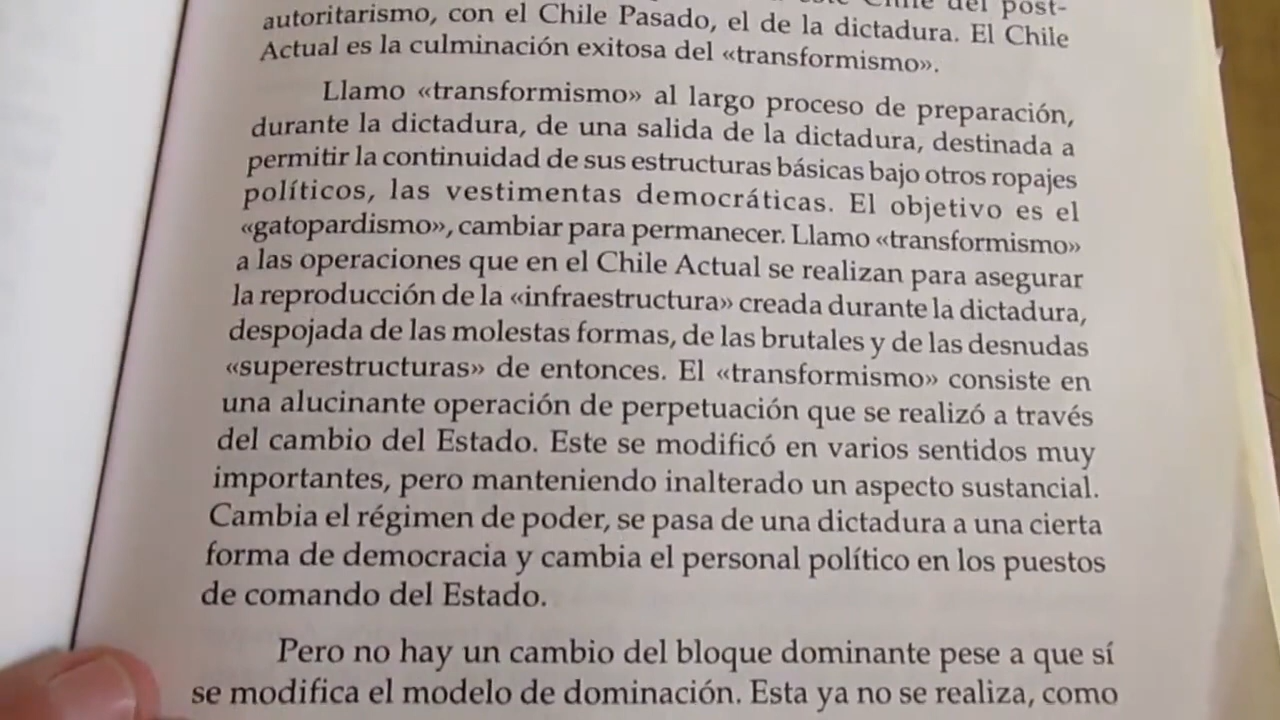 este Chile del post-
autoritarismo, con el Chile Pasado, el de la dictadura. El Chile
Actual es la culminación exitosa del «transformismo».
Llamo «transformismo» al largo proceso de preparación,
durante la dictadura, de una salida de la dictadura, destinada a
permitir la continuidad de sus estructuras básicas bajo otros ropajes
políticos, las vestimentas democráticas. El objetivo es el
«gatopardismo», cambiar para permanecer. Llamo «transformismo»
a las operaciones que en el Chile Actual se realizan para asegurar
la reproducción de la «infraestructura» creada durante la dictadura,
despojada de las molestas formas, de las brutales y de las desnudas
«superestructuras» de entonces. El «transformismo» consiste en
una alucinante operación de perpetuación que se realizó a través
del cambio del Estado. Este se modificó en varios sentidos muy
importantes, pero manteniendo inalterado un aspecto sustancial.
Cambia el régimen de poder, se pasa de una dictadura a una cierta
forma de democracia y cambia el personal político en los puestos
de comando del Estado.
Pero no hay un cambio del bloque dominante pese a que sí
se modifica el modelo de dominación. Esta ya no se realiza, como